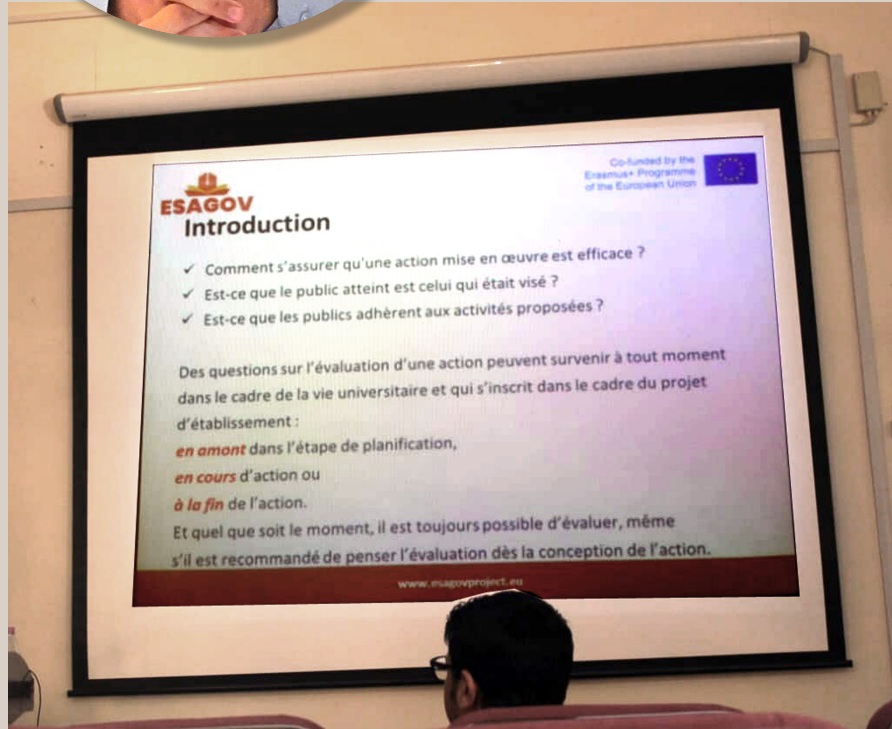 ESAGOV
Co-funded by the
Erasmus+ Programme
of the European Union
Introduction
✓ Comment s'assurer qu'une action mise en œuvre est efficace ?
✓ Est-ce que le public atteint est celui qui était visé ?
✓ Est-ce que les publics adhèrent aux activités proposées ?
Des questions sur l'évaluation d'une action peuvent survenir à tout moment
dans le cadre de la vie universitaire et qui s'inscrit dans le cadre du projet
d'établissement :
en amont dans l'étape de planification,
en cours d'action ou
à la fin de l'action.
Et quel que soit le moment, il est toujours possible d'évaluer, même
s'il est recommandé de penser l'évaluation dès la conception de l'action.
www.esagovproject.eu